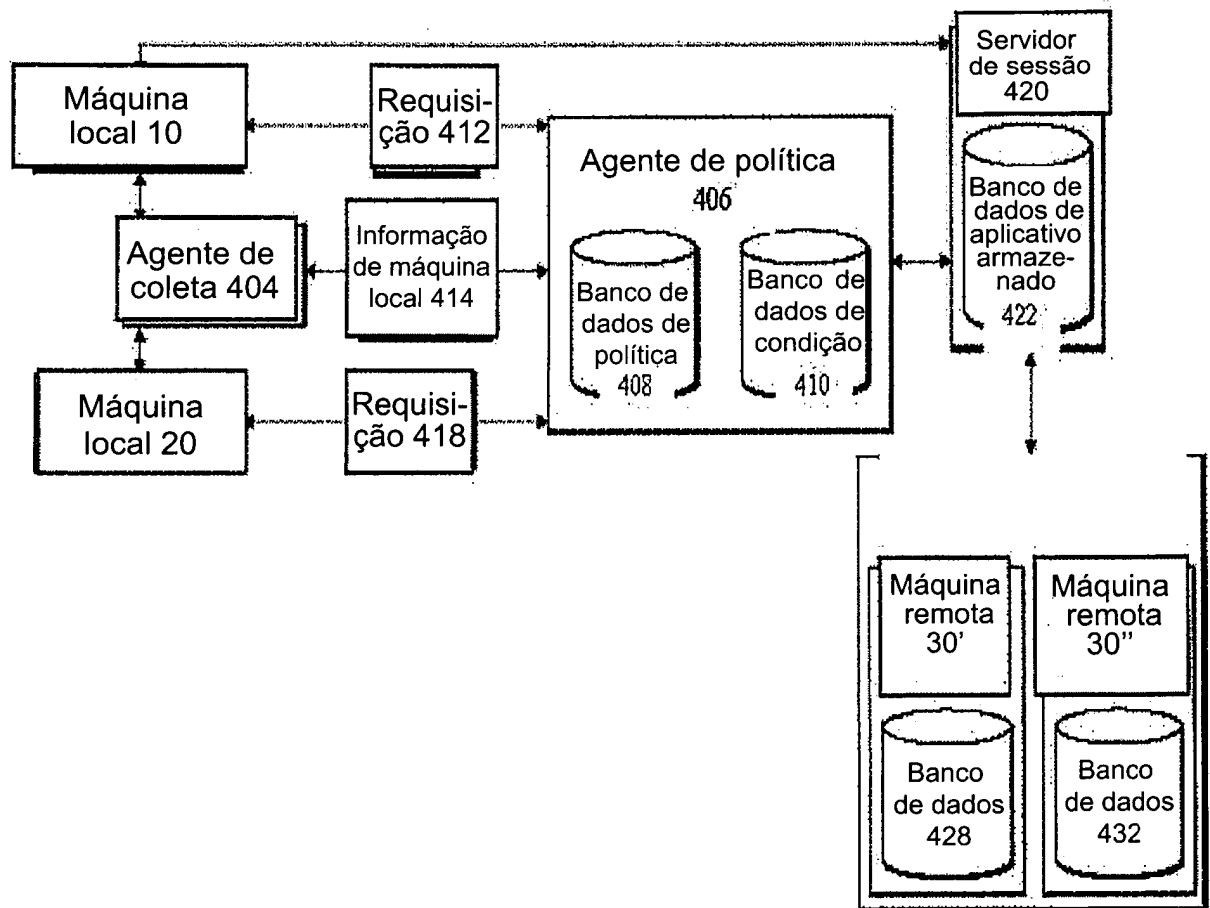 Servidor
de sessão
420
Máquina
local 10
Requisi-
ção 412
Agente de política
406
Banco de
dados de
aplicativo
armaze-
nado
422
Agente de
coleta 404
Informação
de máquina
local 414
Banco de
dados de
política
408
Banco de
dados de
condição
410
Máquina
local 20
Requisi-
ção 418
Máquina
remota
30'
Máquina
remota
30''
Banco
de dados
428
Banco
de dados
432